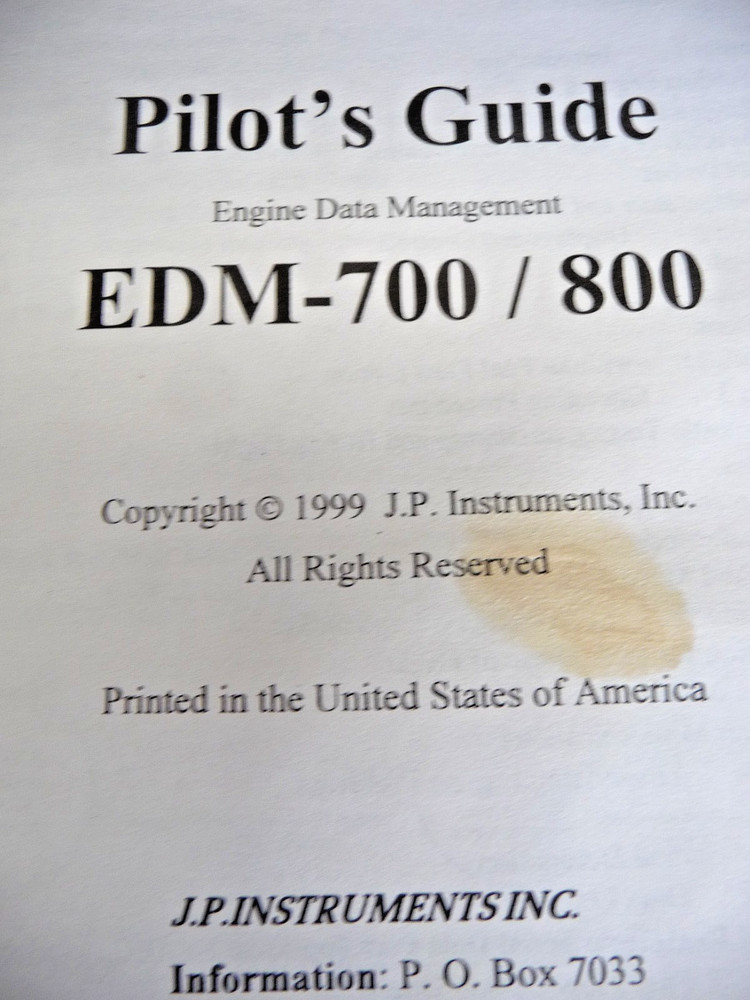 Pilot's Guide
Engine Data Management
EDM-700 / 800
Copyright © 1999 J.P. Instruments, Inc.
All Rights Reserved
Printed in the United States of America
J.P.INSTRUMENTS INC.
Information: P. O. Box 7033